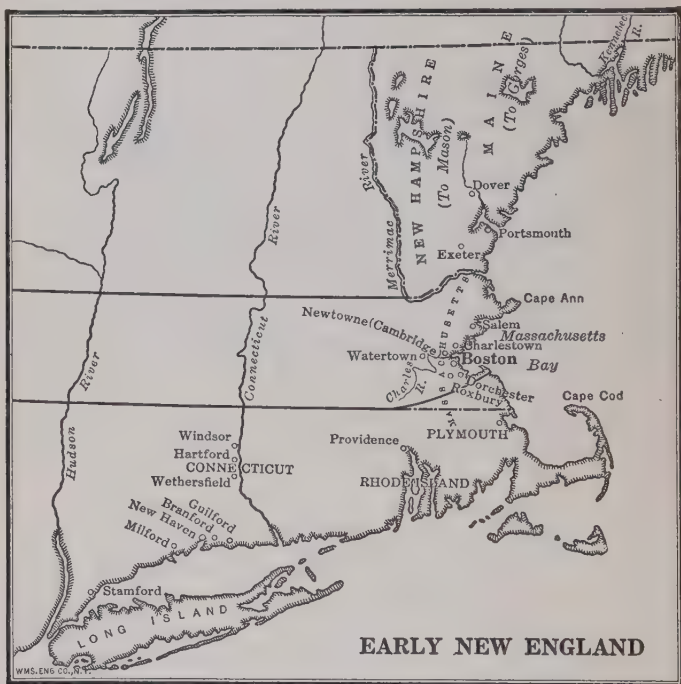 Kennebec
R.
MAINE
(To Gorges)
NEW HAMPSHIRE
(To Mason)
River
Merrimac
River
Connecticut
River
Hudson
Dover
Portsmouth
Exeter
Cape Ann
Newtowne (Cambridge)
MASSACHUSETTS
Salem
Massachusetts
Bay
Charlestown
Watertown
Boston
Charles
R.
Dorchester
Roxbury
Cape Cod
PLYMOUTH
Providence
RHODE ISLAND
Windsor
Hartford
CONNECTICUT
Wethersfield
Guilford
Branford
New Haven
Milford
Stamford
LONG ISLAND
EARLY NEW ENGLAND
WMS. ENG CO., N.Y.